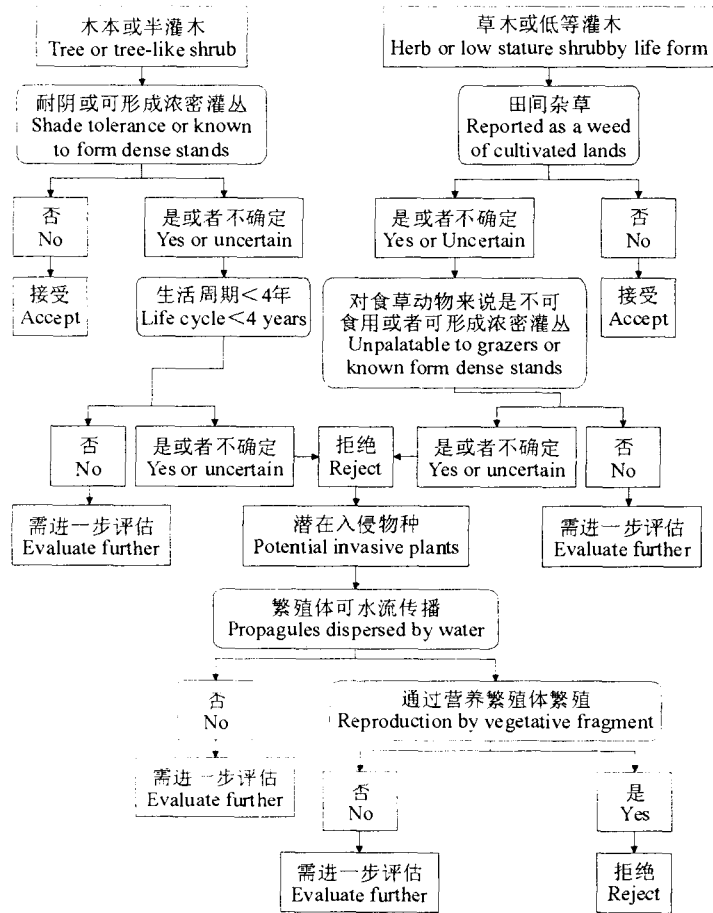 木本或半灌木
Tree or tree-like shrub
草木或低等灌木
Herb or low stature shrubby life form
耐阴或可形成浓密灌丛
Shade tolerance or known
to form dense stands
田间杂草
Reported as a weed
of cultivated lands
否
No
是或者不确定
Yes or uncertain
是或者不确定
Yes or Uncertain
否
No
接受
Accept
生活周期<4年
Life cycle<4 years
对食草动物来说是不可
食用或者可形成浓密灌丛
Unpalatable to grazers or
known form dense stands
接受
Accept
否
No
是或者不确定
Yes or uncertain
拒绝
Reject
是或者不确定
Yes or uncertain
否
No
需进一步评估
Evaluate further
潜在入侵物种
Potential invasive plants
需进一步评估
Evaluate further
繁殖体可水流传播
Propagules dispersed by water
否
No
通过营养繁殖体繁殖
Reproduction by vegetative fragment
需进一步评估
Evaluate further
否
No
是
Yes
需进一步评估
Evaluate further
拒绝
Reject